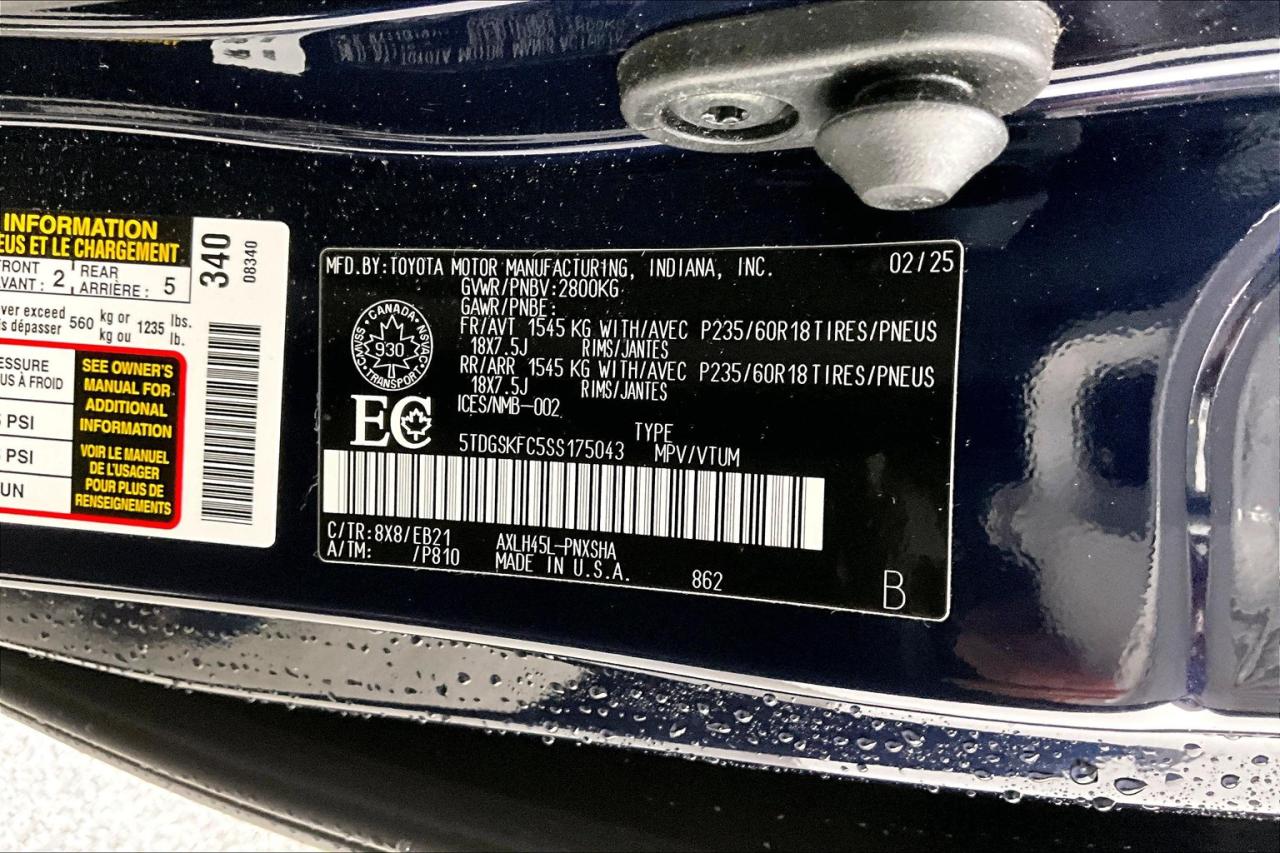 INFORMATION
EUS ET LE CHARGEMENT
FRONT 2 REAR 5
AVANT: ARRIÈRE:
340
08340
ver exceed 560 kg or 1235 lbs.
is dépasser kg ou lb.
ESSURE
US À FROID
PSI
PSI
UN
SEE OWNER'S
MANUAL FOR
ADDITIONAL
INFORMATION
VOIR LE MANUEL
DE L'USAGER
POUR PLUS DE
RENSEIGNEMENTS
MFD.BY:TOYOTA MOTOR MANUFACTURING, INDIANA, INC. 02/25
GVWR/PNBV:2800KG
GAWR/PNBE:
FR/AVT 1545 KG WITH/AVEC P235/60R18 TIRES/PNEUS
18X7.5J RIMS/JANTES
RR/ARR 1545 KG WITH/AVEC P235/60R18 TIRES/PNEUS
18X7.5J RIMS/JANTES
ICES/NMB-002
CANADA
CMVSS NSVAC
930
TRANSPORT
EC
TYPE
5TDGSKFC5SS175043 MPV/VTUM
C/TR:8X8/EB21 AXLH45L-PNXSHA
A/TM: /P810 MADE IN U.S.A. 862
B